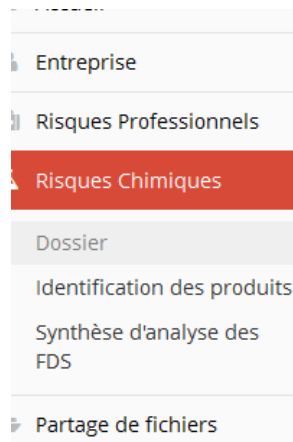 Entreprise
Risques Professionnels
Risques Chimiques
Dossier
Identification des produits
Synthèse d'analyse des
FDS
Partage de fichiers